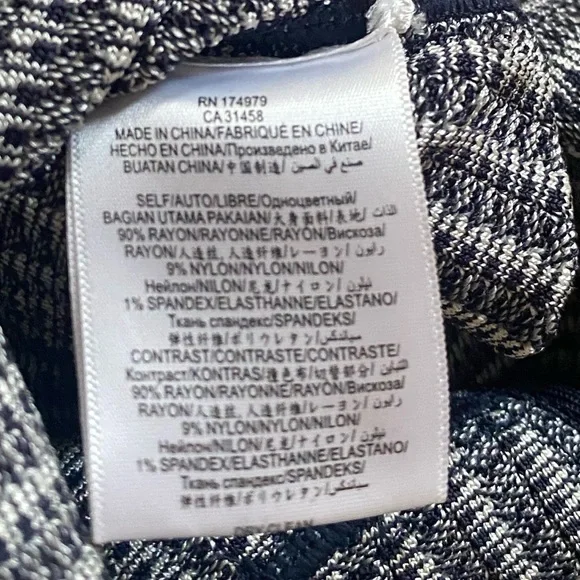 RN 174979
CA 31458
MADE IN CHINA/FABRIQUÉ EN CHINE/
HECHO EN CHINA/Произведено в Китае/
BUATAN CHINA/中国制造/صنع في الصين
SELF/AUTO/LIBRE/Одноцветный/
BAGIAN UTAMA PAKAIAN/大身面料/表地/الذات
90% RAYON/RAYONNE/RAYON/Вискоза/
RAYON/人造丝, 人造纤维/レーヨン/رايون
9% NYLON/NYLON/NILON/
Нейлон/NILON/尼龙/ナイロン/نيلون
1% SPANDEX/ELASTHANNE/ELASTANO/
Ткань спандекс/SPANDEKS/
弹性纤维/ポリウレタン/سباندكس
CONTRAST/CONTRASTE/CONTRASTE/
Контраст/KONTRAS/撞色布/切替部分/
90% RAYON/RAYONNE/RAYON/Вискоза/
RAYON/人造丝, 人造纤维/レーヨン/رايون
9% NYLON/NYLON/NILON/
Нейлон/NILON/尼龙/ナイロン/نيلون
1% SPANDEX/ELASTHANNE/ELASTANO/
Ткань спандекс/SPANDEKS/
弹性纤维/ポリウレタン/سباندكس
DRY CLEAN